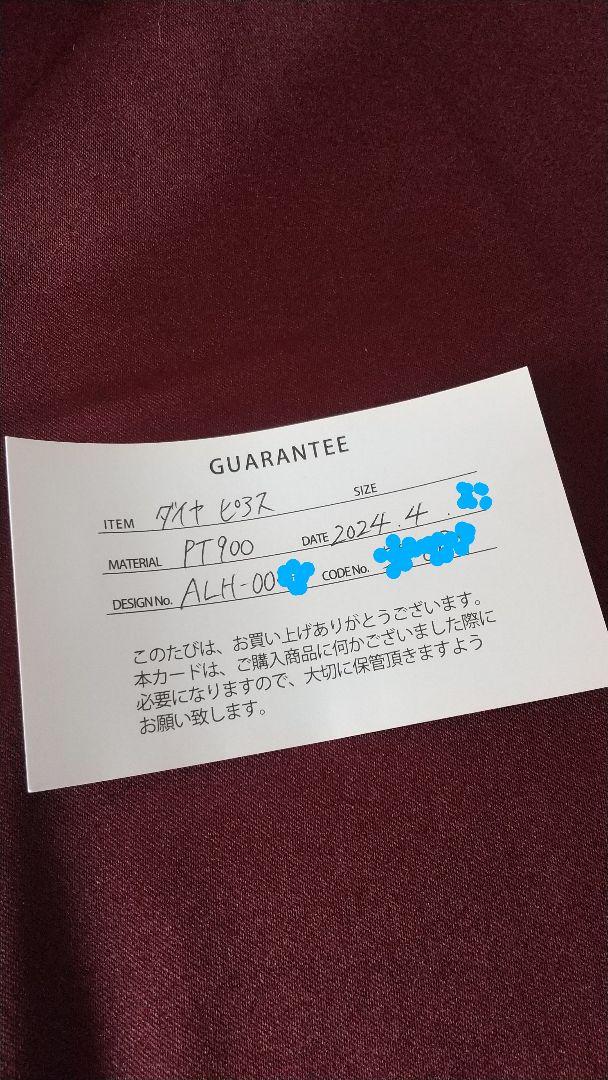 GUARANTEE
ITEM ダイヤ ピアス SIZE
MATERIAL PT900 DATE 2024.4.
DESIGN No. ALH-00 CODE No.
このたびは、お買い上げありがとうございます。
本カードは、ご購入商品に何かございました際に
必要になりますので、大切に保管頂きますよう
お願い致します。